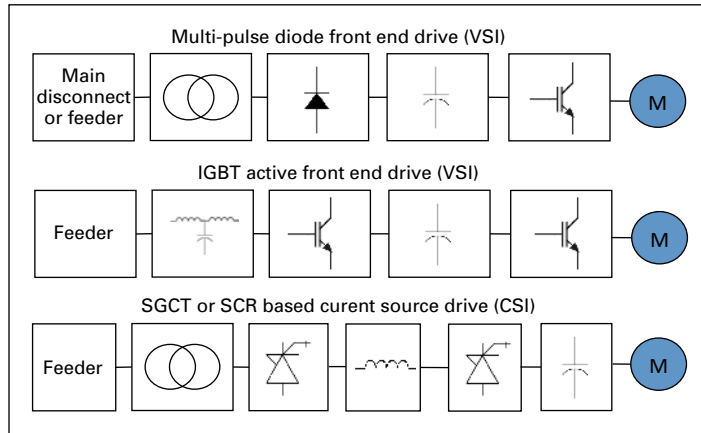 Multi-pulse diode front end drive (VSI)
Main
disconnect
or feeder
M
IGBT active front end drive (VSI)
Feeder
M
SGCT or SCR based curent source drive (CSI)
Feeder
M